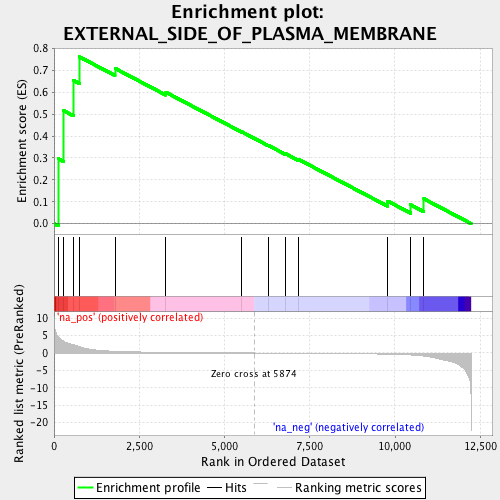 Enrichment plot:
EXTERNAL_SIDE_OF_PLASMA_MEMBRANE
Enrichment score (ES)
0.8
0.7
0.6
0.5
0.4
0.3
0.2
0.1
0.0
Ranked list metric (PreRanked)
10
5
0
-5
-10
-15
-20
'na_pos' (positively correlated)
Zero cross at 5874
'na_neg' (negatively correlated)
0 2,500 5,000 7,500 10,000 12,500
Rank in Ordered Dataset
Enrichment profile Hits Ranking metric scores